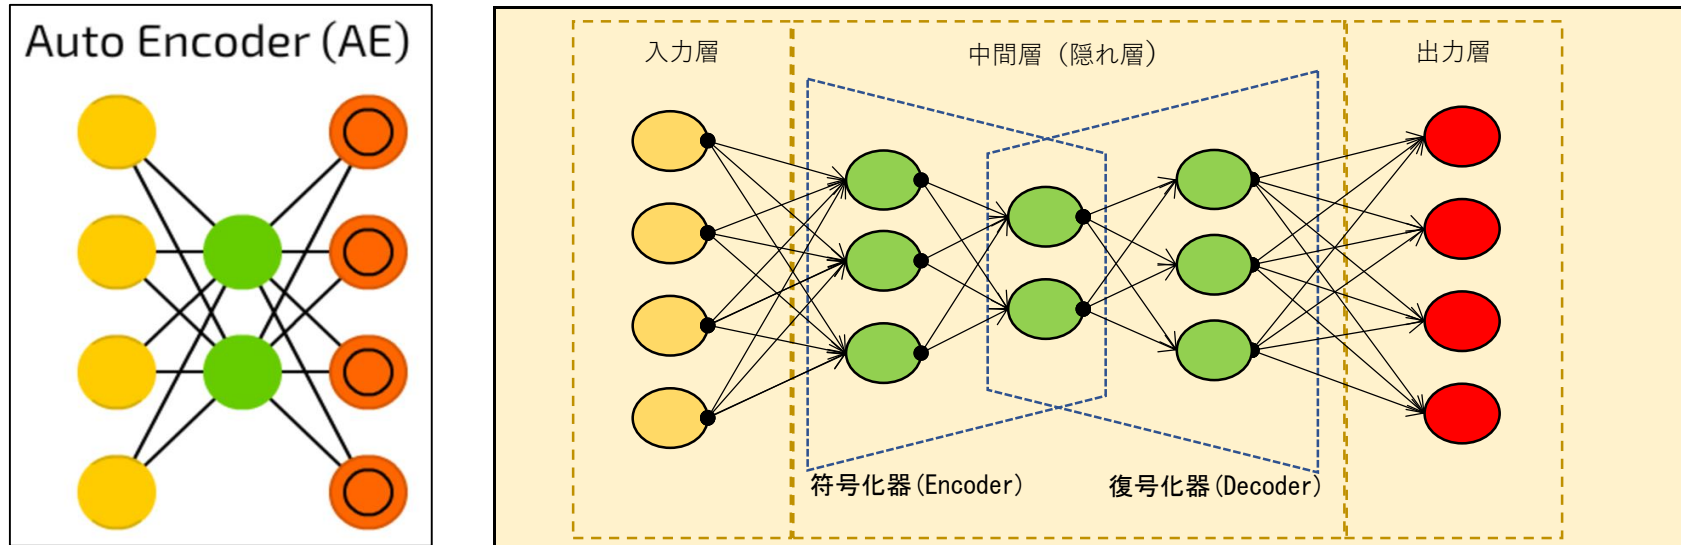 Auto Encoder (AE)
入力層
中間層（隠れ層）
出力層
符号化器(Encoder)
復号化器(Decoder)